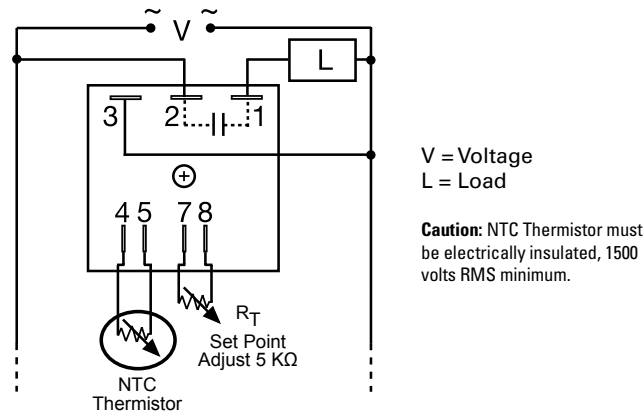 ~ V ~
L
3 2 1
4 5 7 8
V = Voltage
L = Load
Caution: NTC Thermistor must
be electrically insulated, 1500
volts RMS minimum.
RT
Set Point
Adjust 5 KΩ
NTC
Thermistor